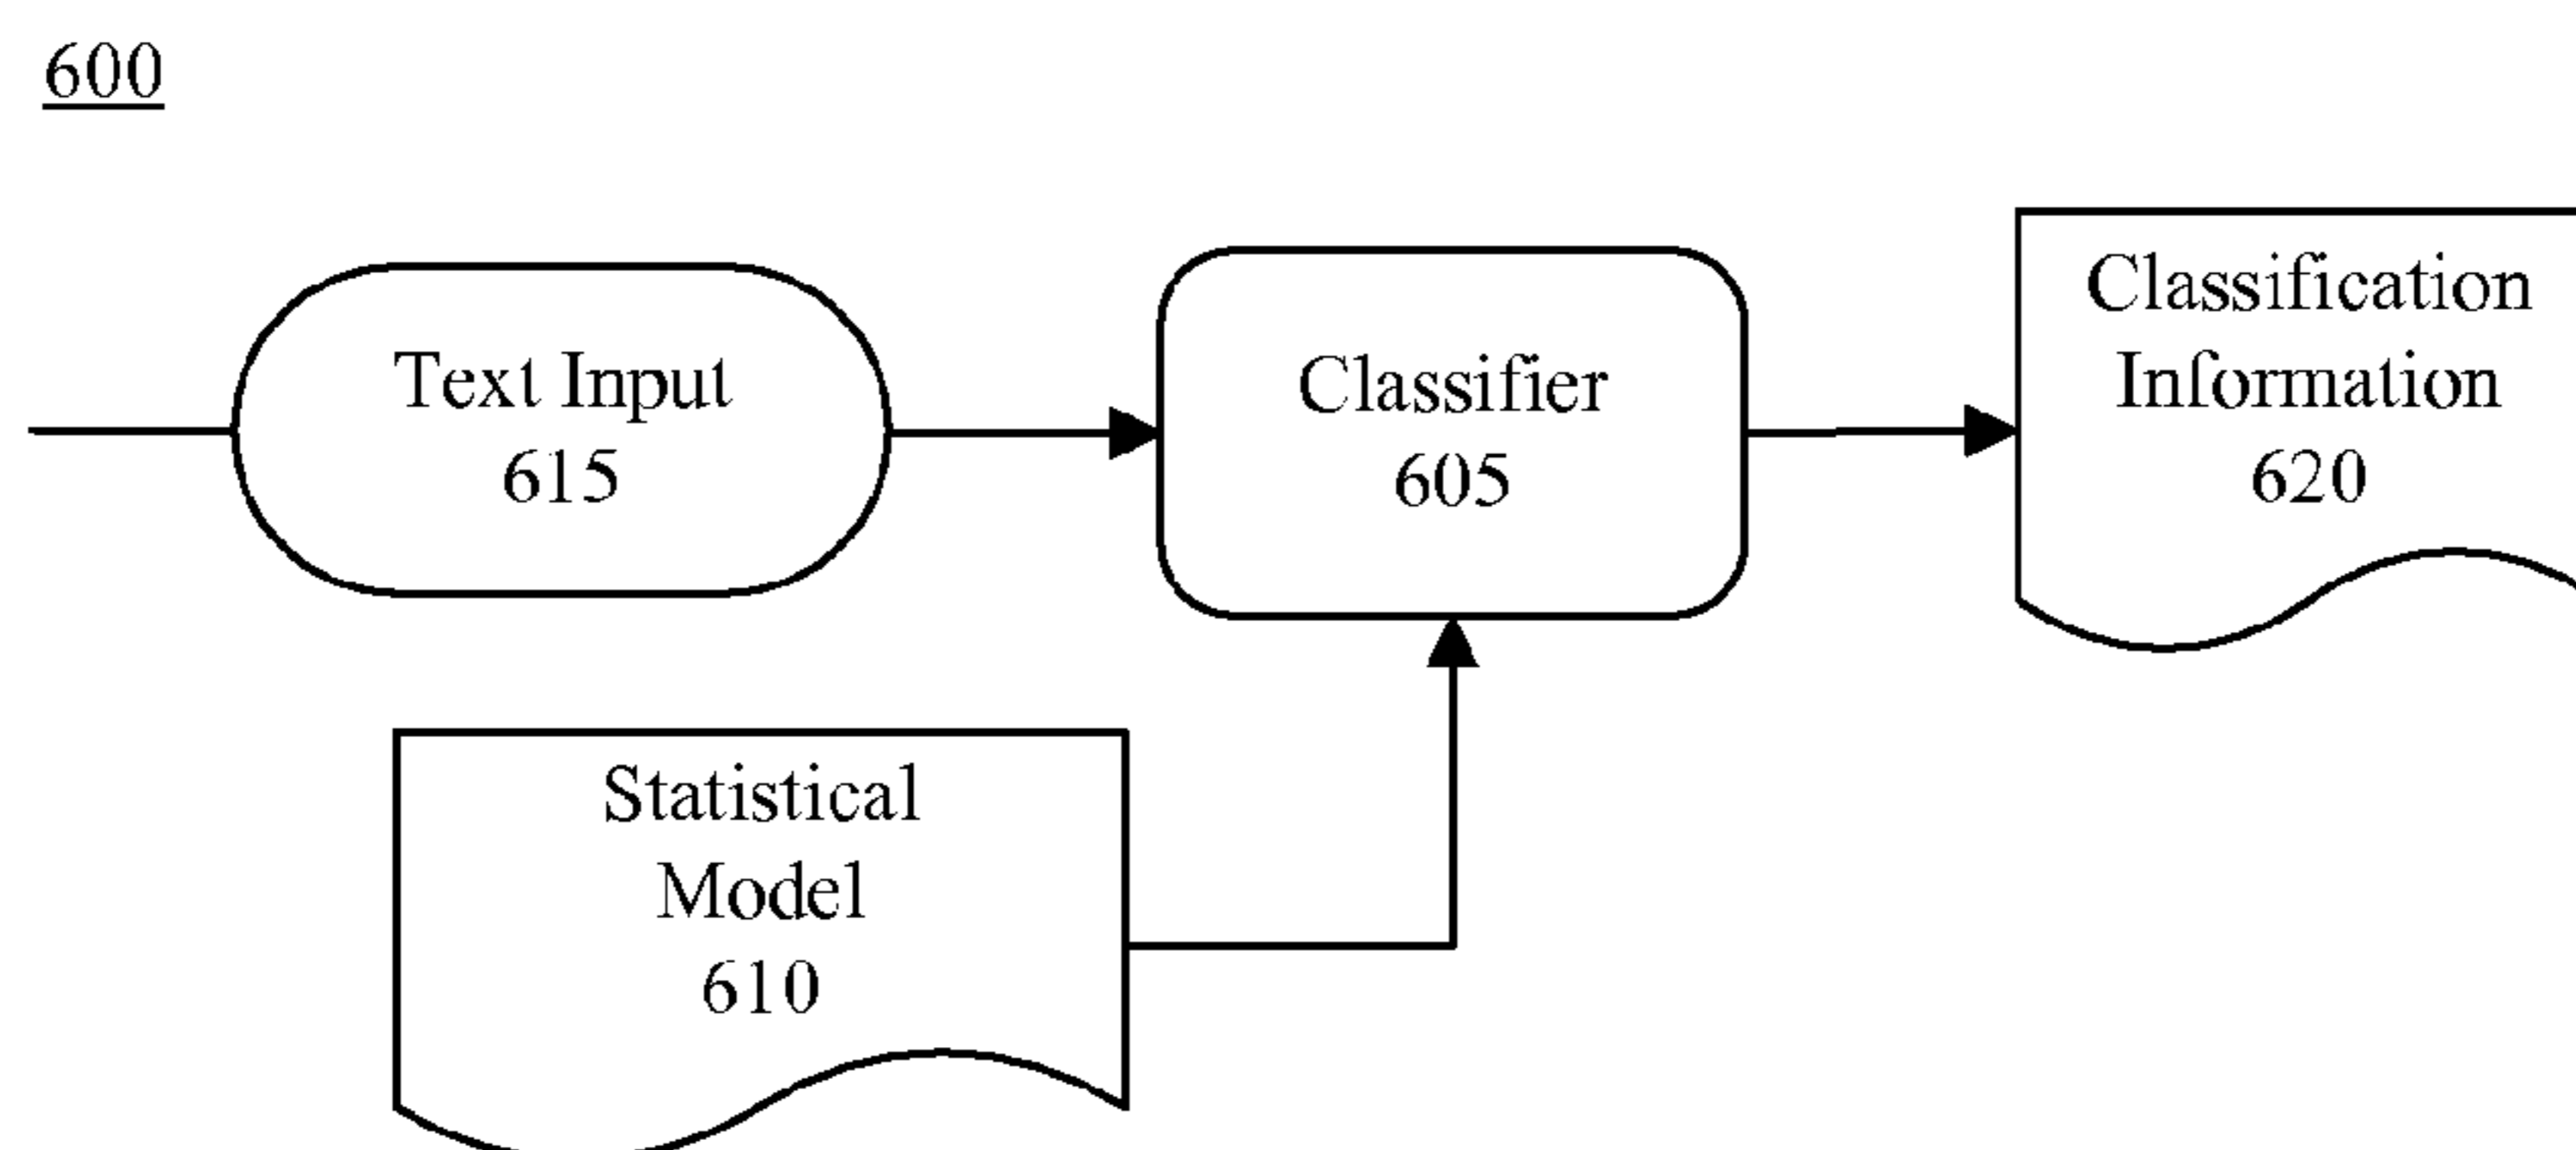 600
Text Input
615
Classifier
605
Classification
Information
620
Statistical
Model
610